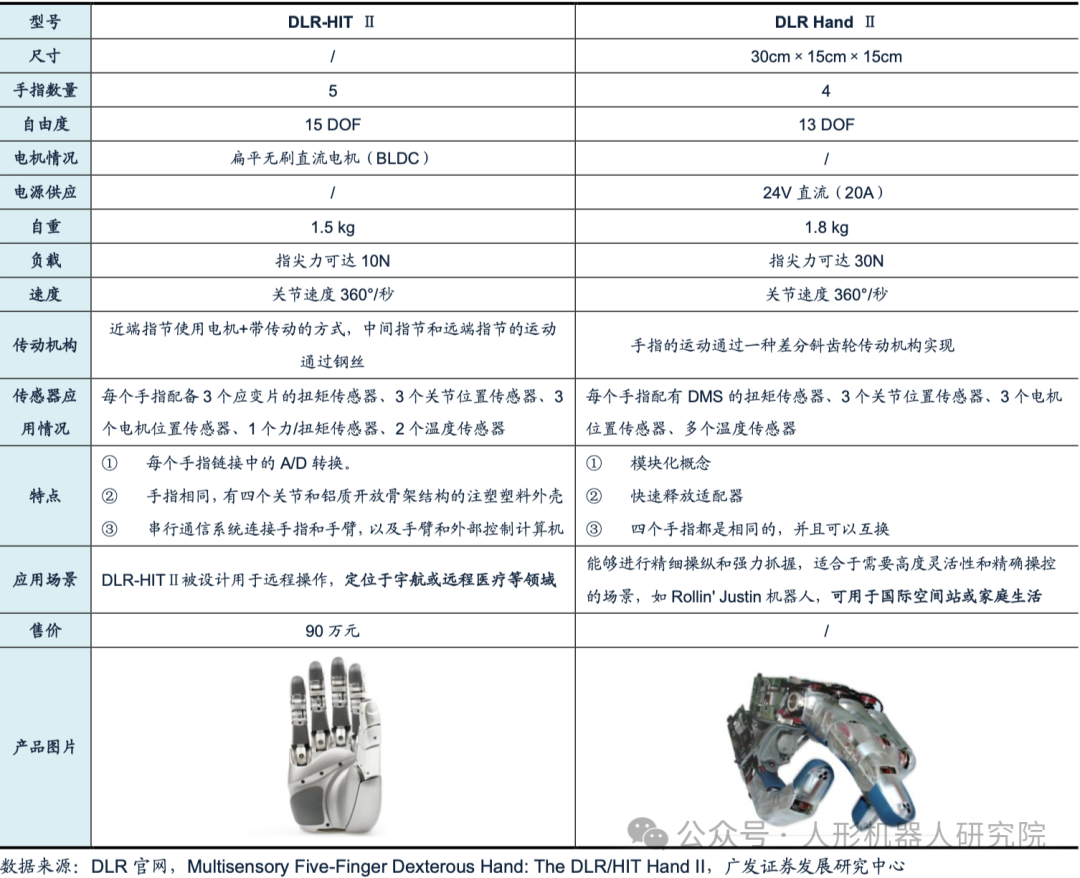 型号 DLR-HIT Ⅱ DLR Hand Ⅱ
尺寸 / 30cm × 15cm × 15cm
手指数量 5 4
自由度 15 DOF 13 DOF
电机情况 扁平无刷直流电机（BLDC） /
电源供应 / 24V 直流（20A）
自重 1.5 kg 1.8 kg
负载 指尖力可达 10N 指尖力可达 30N
速度 关节速度 360°/秒 关节速度 360°/秒
传动机构
近端指节使用电机+带传动的方式，中间指节和远端指节的运动
通过钢丝
手指的运动通过一种差分斜齿轮传动机构实现
传感器应
用情况
每个手指配备 3 个应变片的扭矩传感器、3 个关节位置传感器、3
个电机位置传感器、1 个力/扭矩传感器、2 个温度传感器
每个手指配有 DMS 的扭矩传感器、3 个关节位置传感器、3 个电机
位置传感器、多个温度传感器
特点
① 每个手指链接中的 A/D 转换。
② 手指相同，有四个关节和铝质开放骨架结构的注塑塑料外壳
③ 串行通信系统连接手指和手臂，以及手臂和外部控制计算机
① 模块化概念
② 快速释放适配器
③ 四个手指都是相同的，并且可以互换
应用场景
DLR-HITⅡ被设计用于远程操作，定位于宇航或远程医疗等领域
能够进行精细操纵和强力抓握，适合于需要高度灵活性和精确操控
的场景，如 Rollin' Justin 机器人，可用于国际空间站或家庭生活
售价 90 万元 /
产品图片
公众号 · 人形机器人研究院
数据来源：DLR 官网，Multisensory Five-Finger Dexterous Hand: The DLR/HIT Hand II，广发证券发展研究中心